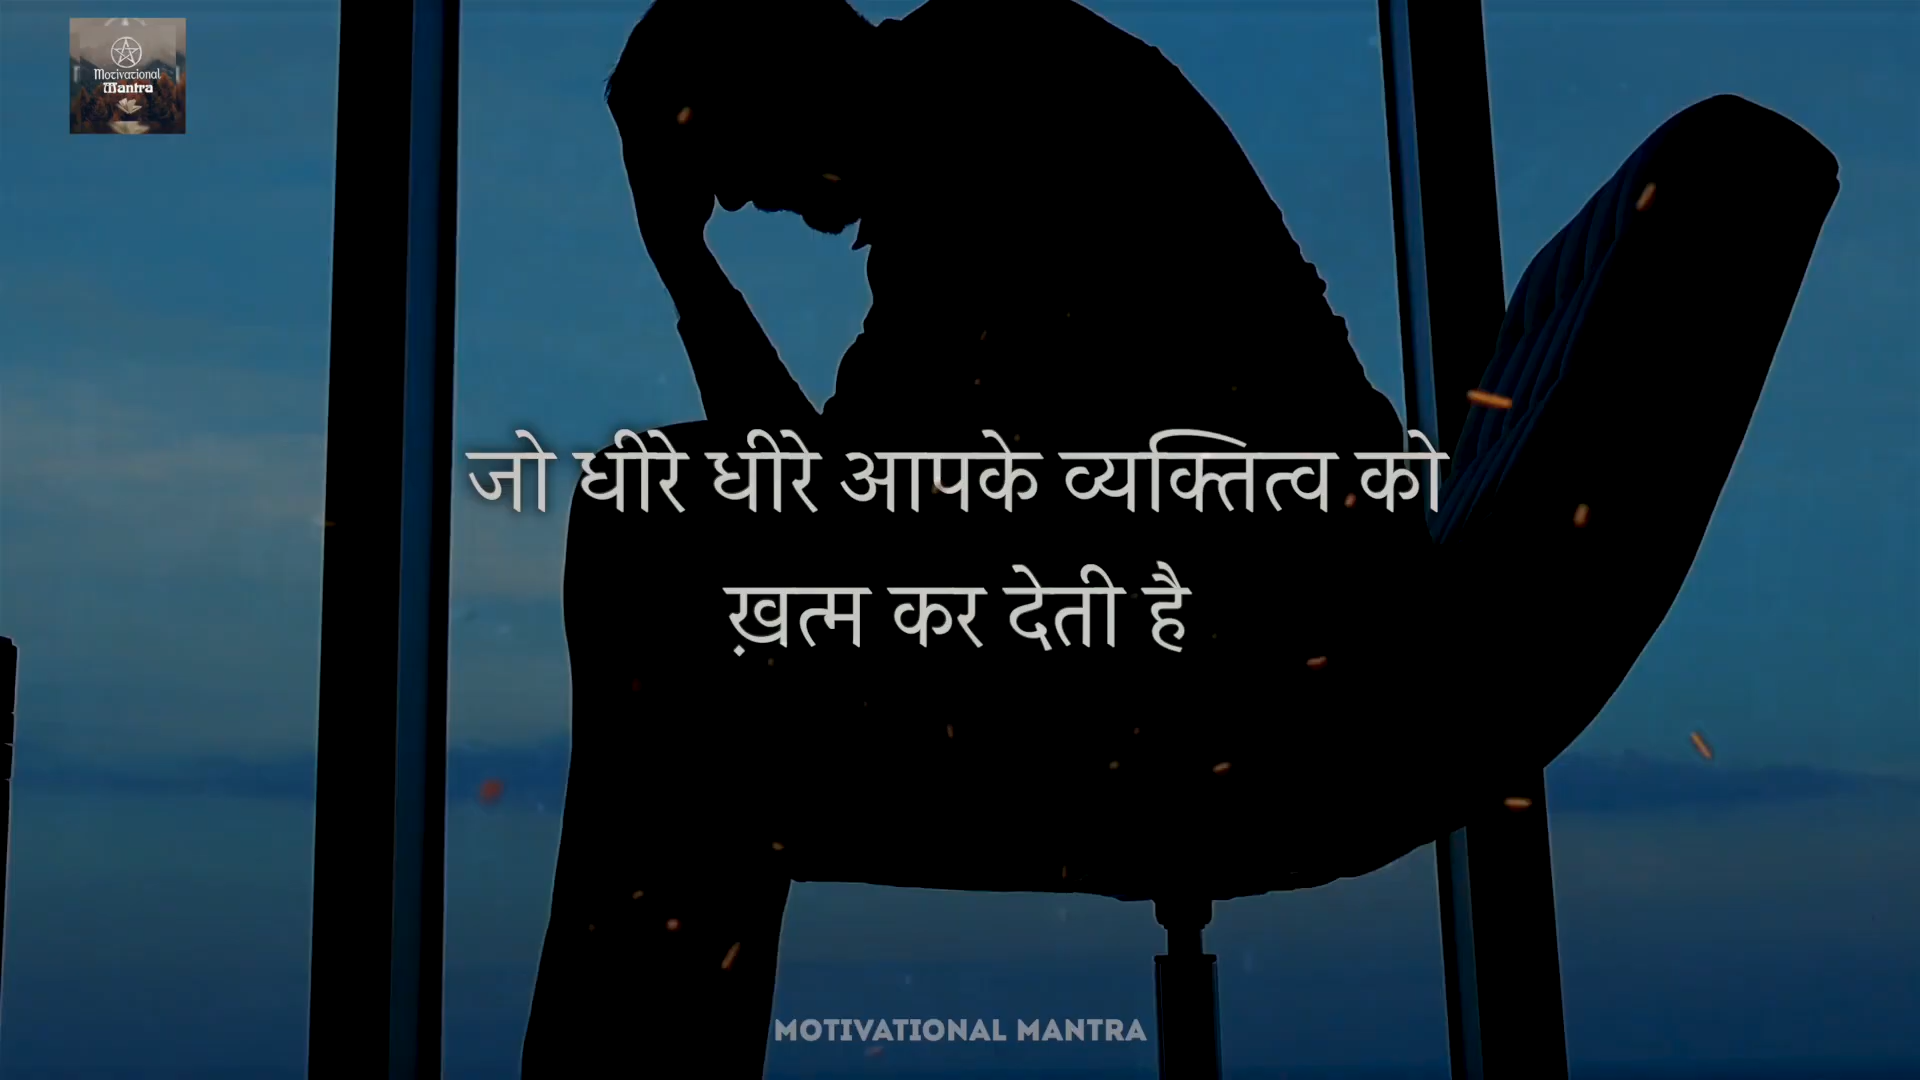 Motivational
Mantra
जो धीरे धीरे आपके व्यक्तित्व को
ख़त्म कर देती है
MOTIVATIONAL MANTRA